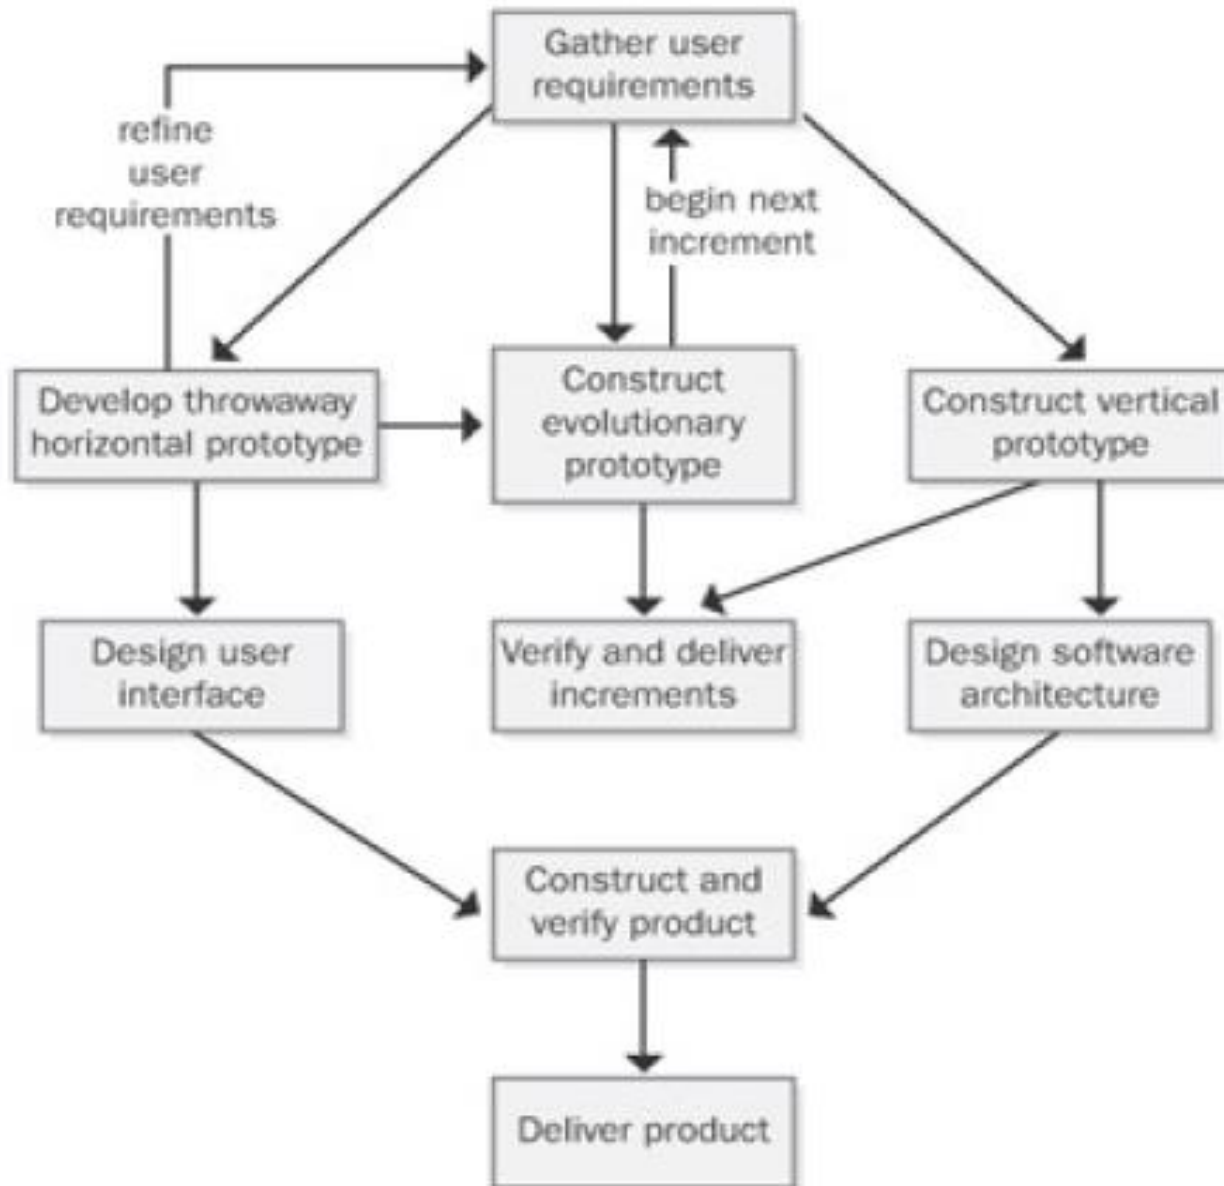 Gather user
requirements
refine
user
requirements
begin next
increment
Develop throwaway
horizontal prototype
Construct
evolutionary
prototype
Construct vertical
prototype
Design user
interface
Verify and deliver
increments
Design software
architecture
Construct and
verify product
Deliver product